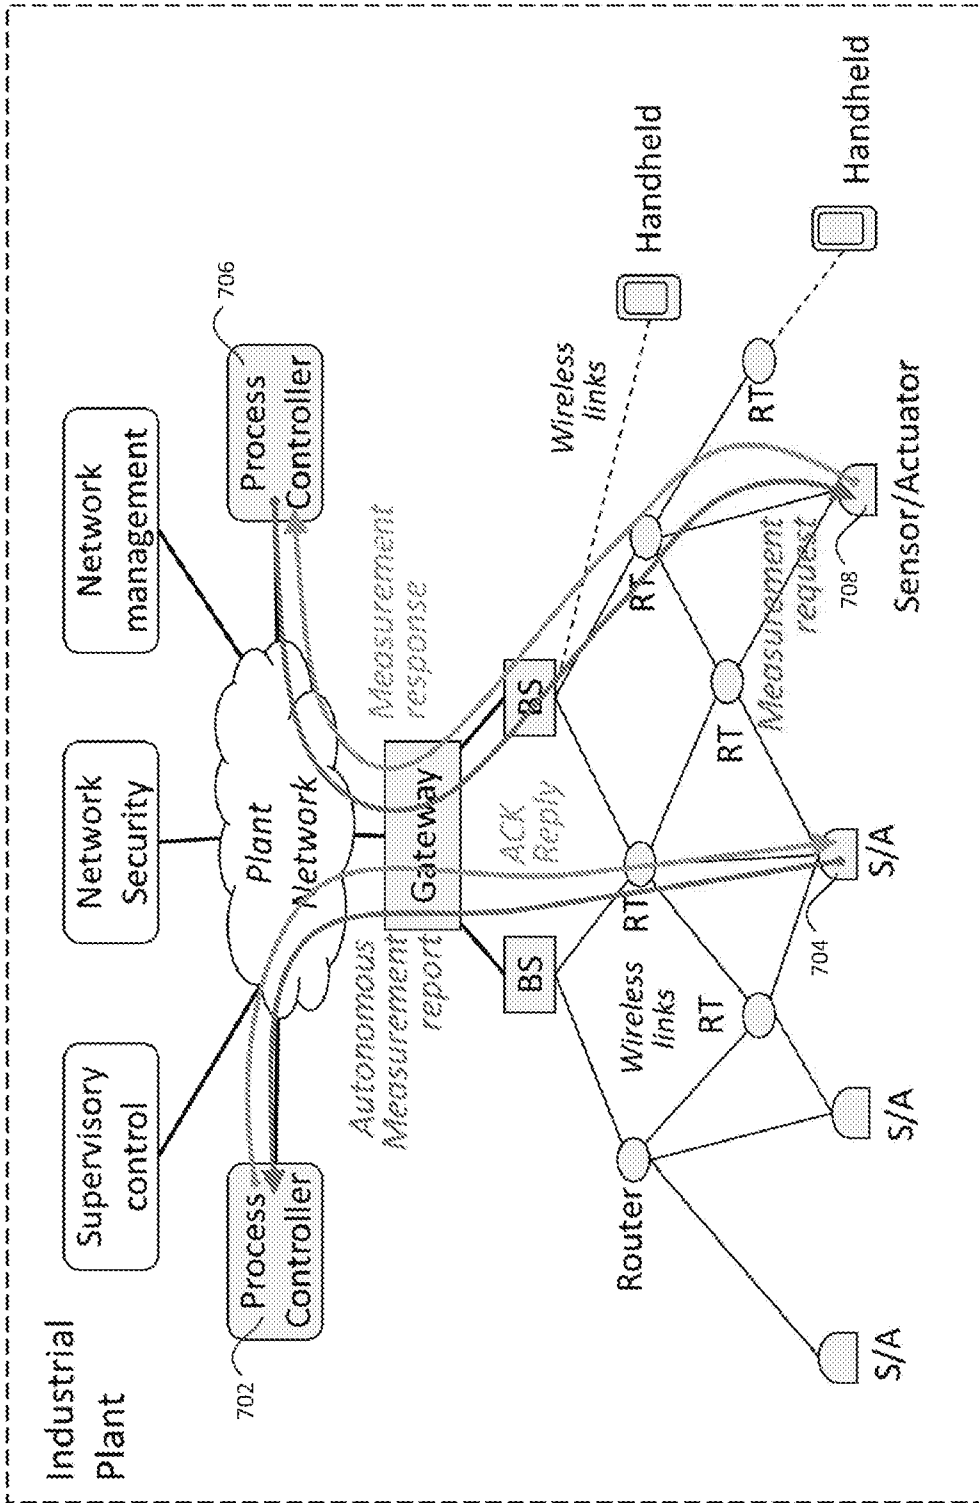 Industrial
Plant
Supervisory
control
Network
Security
Network
management
702
Process
Controller
Plant
Network
Process
Controller
706
Autonomous
Measurement
report
Gateway
Measurement
response
BS
ACK
Reply
BS
Wireless
links
Handheld
Router
Wireless
links
RT
RT
RT
RT
RT
Handheld
Measurement
request
704
708
S/A
S/A
S/A
Sensor/Actuator